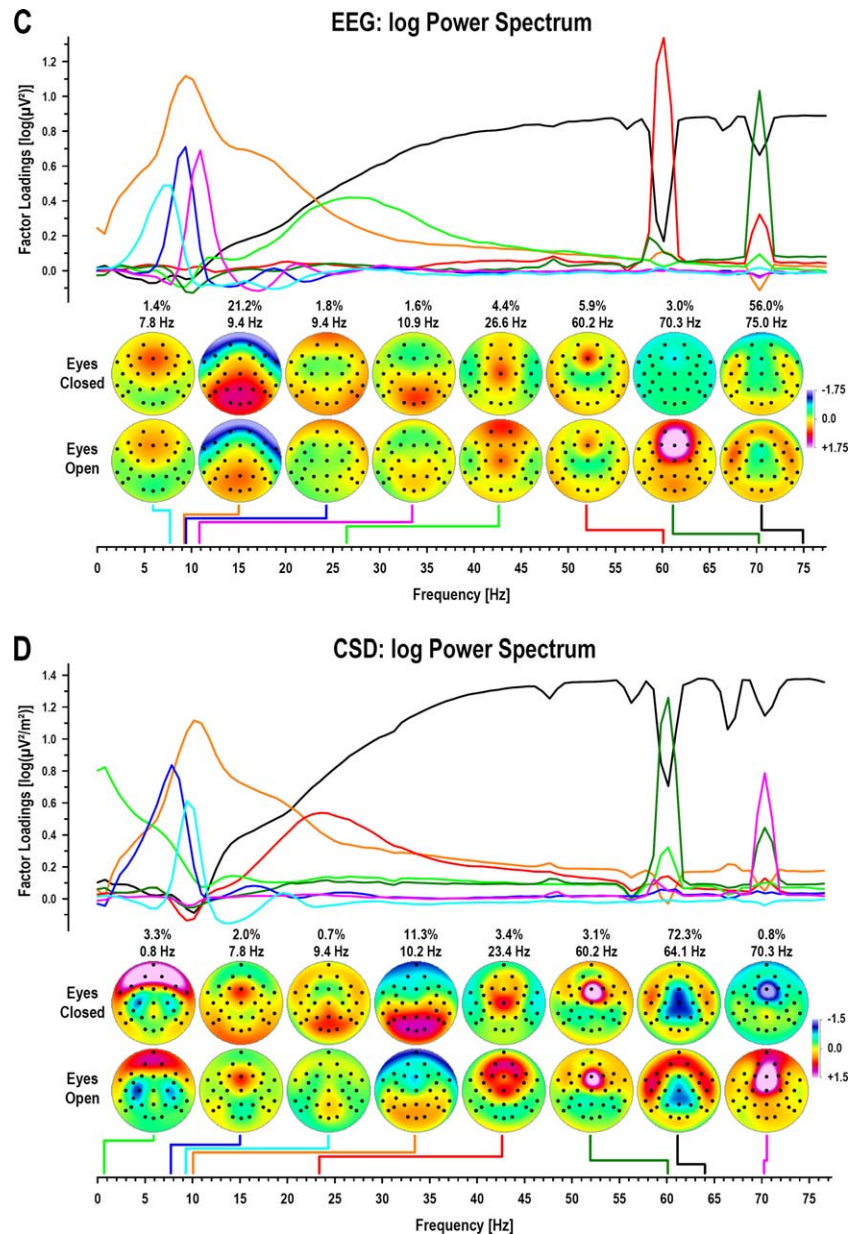 C
EEG: log Power Spectrum
Factor Loadings [log(µV²)]
1.2
1.0
0.8
0.6
0.4
0.2
0.0
1.4% 21.2% 1.8% 1.6% 4.4% 5.9% 3.0% 56.0%
7.8 Hz 9.4 Hz 9.4 Hz 10.9 Hz 26.6 Hz 60.2 Hz 70.3 Hz 75.0 Hz
Eyes
Closed
-1.75
0.0
+1.75
Eyes
Open
0 5 10 15 20 25 30 35 40 45 50 55 60 65 70 75
Frequency [Hz]
D
CSD: log Power Spectrum
Factor Loadings [log(µV²/m²)]
1.4
1.2
1.0
0.8
0.6
0.4
0.2
0.0
3.3% 2.0% 0.7% 11.3% 3.4% 3.1% 72.3% 0.8%
0.8 Hz 7.8 Hz 9.4 Hz 10.2 Hz 23.4 Hz 60.2 Hz 64.1 Hz 70.3 Hz
Eyes
Closed
-1.5
0.0
+1.5
Eyes
Open
0 5 10 15 20 25 30 35 40 45 50 55 60 65 70 75
Frequency [Hz]